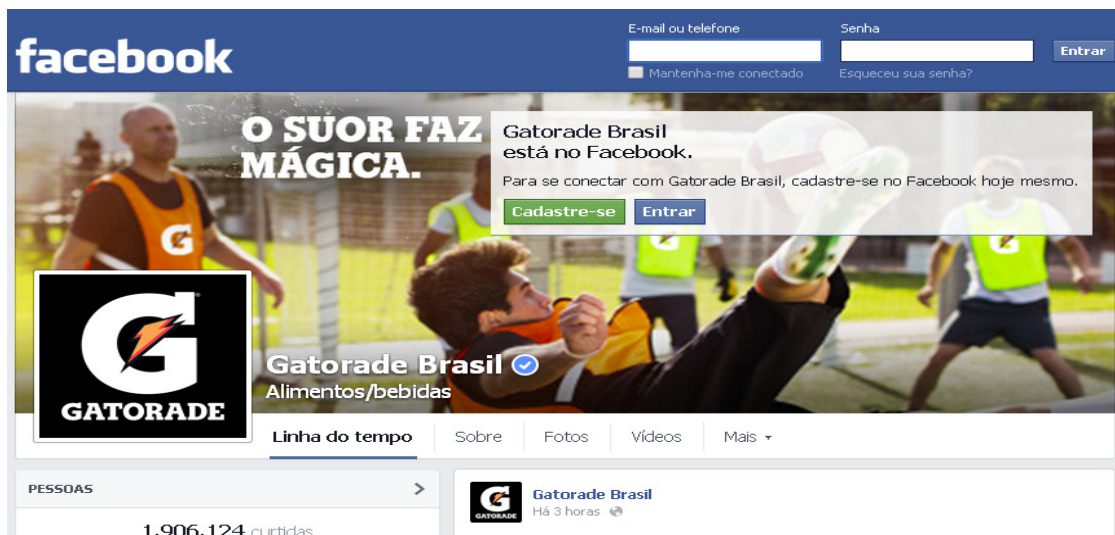 facebook
E-mail ou telefone
Senha
Entrar
Mantenha-me conectado
Esqueceu sua senha?
O SUOR FAZ
MÁGICA.
Gatorade Brasil
está no Facebook.
Para se conectar com Gatorade Brasil, cadastre-se no Facebook hoje mesmo.
Cadastre-se
Entrar
G
GATORADE
Gatorade Brasil
Alimentos/bebidas
Linha do tempo
Sobre
Fotos
Vídeos
Mais
PESSOAS
1.906.124 curtidas
G
GATORADE
Gatorade Brasil
Há 3 horas